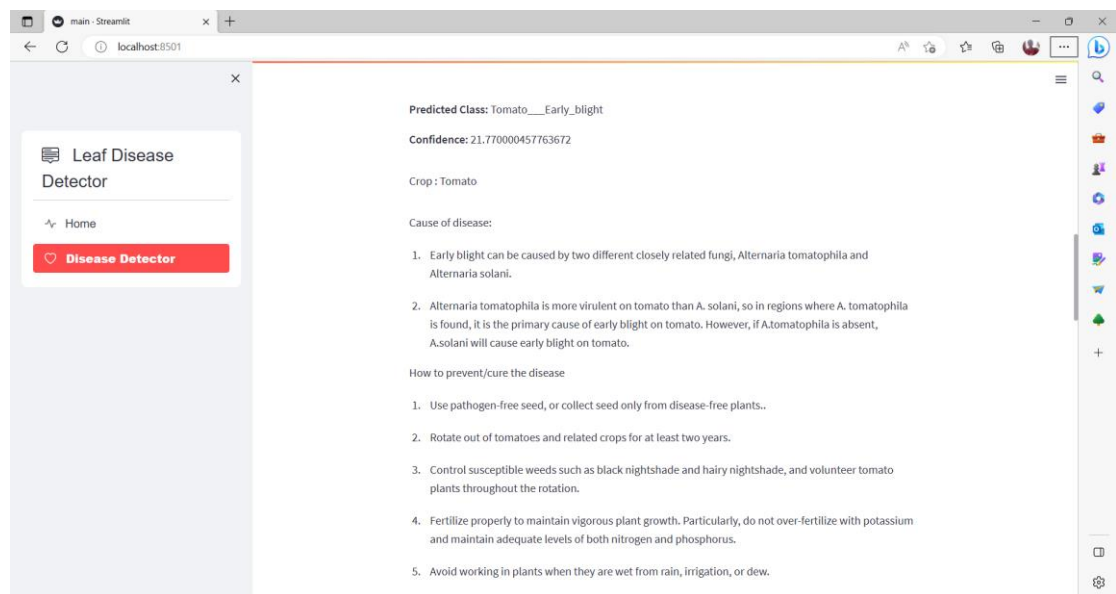 main · Streamlit
localhost:8501
Leaf Disease
Detector
Home
Disease Detector
Predicted Class: Tomato___Early_blight
Confidence: 21.770000457763672
Crop : Tomato
Cause of disease:
1. Early blight can be caused by two different closely related fungi, Alternaria tomatophila and
Alternaria solani.
2. Alternaria tomatophila is more virulent on tomato than A. solani, so in regions where A. tomatophila
is found, it is the primary cause of early blight on tomato. However, if A.tomatophila is absent,
A.solani will cause early blight on tomato.
How to prevent/cure the disease
1. Use pathogen-free seed, or collect seed only from disease-free plants..
2. Rotate out of tomatoes and related crops for at least two years.
3. Control susceptible weeds such as black nightshade and hairy nightshade, and volunteer tomato
plants throughout the rotation.
4. Fertilize properly to maintain vigorous plant growth. Particularly, do not over-fertilize with potassium
and maintain adequate levels of both nitrogen and phosphorus.
5. Avoid working in plants when they are wet from rain, irrigation, or dew.